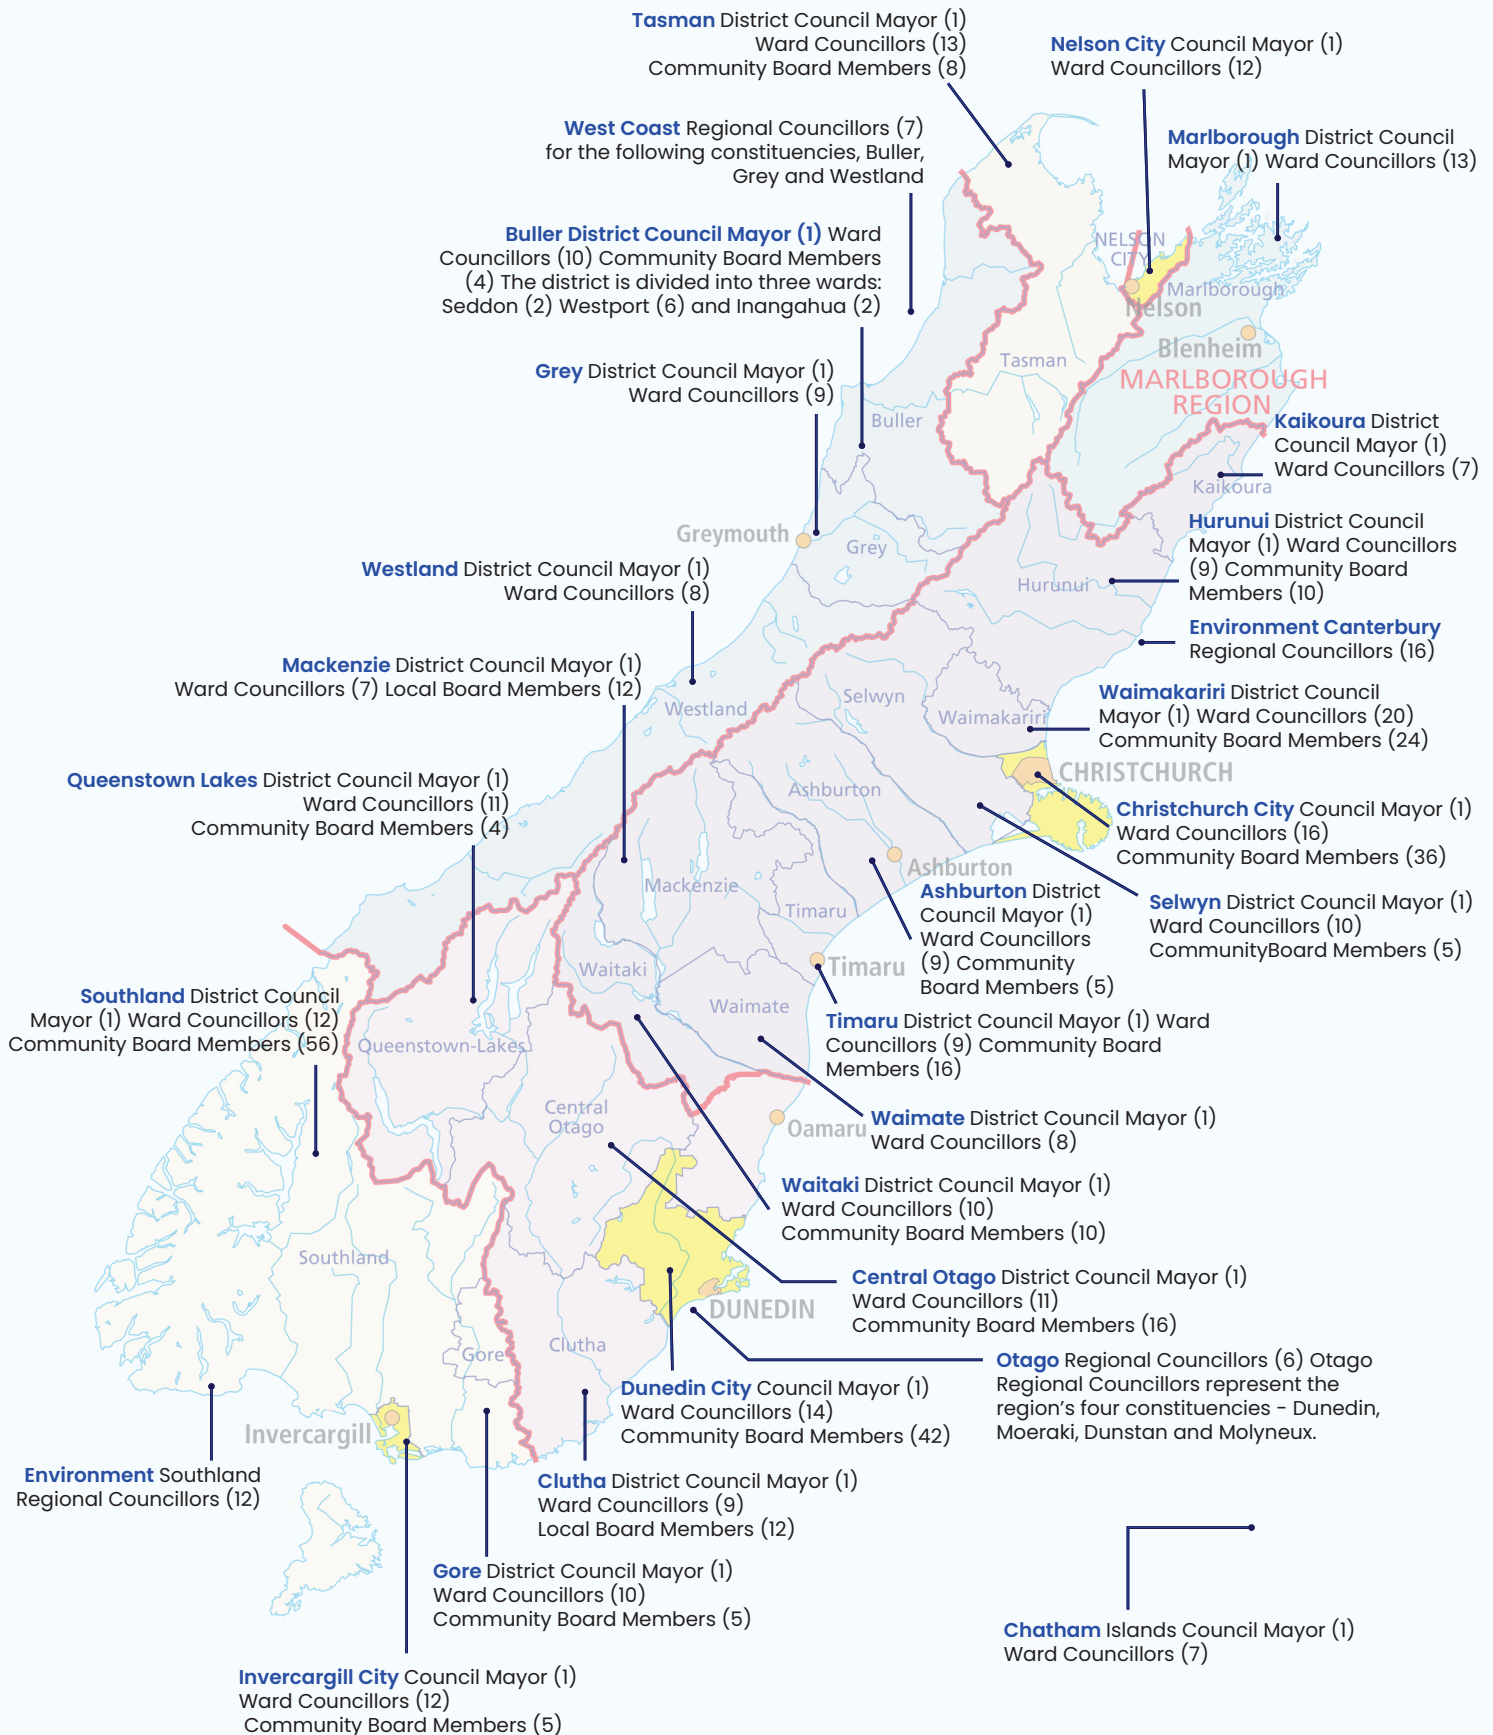 Tasman District Council Mayor (1)
Ward Councillors (13)
Community Board Members (8)
Nelson City Council Mayor (1)
Ward Councillors (12)
West Coast Regional Councillors (7)
for the following constituencies, Buller,
Grey and Westland
Marlborough District Council
Mayor (1) Ward Councillors (13)
Buller District Council Mayor (1) Ward
Councillors (10) Community Board Members
(4) The district is divided into three wards:
Seddon (2) Westport (6) and Inangahua (2)
NELSON
CITY
Marlborough
Nelson
Blenheim
Tasman
MARLBOROUGH
REGION
Grey District Council Mayor (1)
Ward Councillors (9)
Buller
Kaikoura District
Council Mayor (1)
Ward Councillors (7)
Kaikoura
Greymouth
Grey
Hurunui District Council
Mayor (1) Ward Councillors
(9) Community Board
Members (10)
Hurunui
Westland District Council Mayor (1)
Ward Councillors (8)
Environment Canterbury
Regional Councillors (16)
Mackenzie District Council Mayor (1)
Ward Councillors (7) Local Board Members (12)
Westland
Selwyn
Waimakariri
Waimakariri District Council
Mayor (1) Ward Councillors (20)
Community Board Members (24)
CHRISTCHURCH
Queenstown Lakes District Council Mayor (1)
Ward Councillors (11)
Community Board Members (4)
Ashburton
Christchurch City Council Mayor (1)
Ward Councillors (16)
Community Board Members (36)
Ashburton
Mackenzie
Timaru
Ashburton District
Council Mayor (1)
Ward Councillors
(9) Community
Board Members (5)
Selwyn District Council Mayor (1)
Ward Councillors (10)
CommunityBoard Members (5)
Waitaki
Timaru
Waimate
Southland District Council
Mayor (1) Ward Councillors (12)
Community Board Members (56)
Queenstown-Lakes
Timaru District Council Mayor (1) Ward
Councillors (9) Community Board
Members (16)
Central
Otago
Oamaru
Waimate District Council Mayor (1)
Ward Councillors (8)
Waitaki District Council Mayor (1)
Ward Councillors (10)
Community Board Members (10)
Southland
Central Otago District Council Mayor (1)
Ward Councillors (11)
Community Board Members (16)
DUNEDIN
Clutha
Gore
Otago Regional Councillors (6) Otago
Regional Councillors represent the
region's four constituencies - Dunedin,
Moeraki, Dunstan and Molyneux.
Dunedin City Council Mayor (1)
Ward Councillors (14)
Community Board Members (42)
Invercargill
Environment Southland
Regional Councillors (12)
Clutha District Council Mayor (1)
Ward Councillors (9)
Local Board Members (12)
Gore District Council Mayor (1)
Ward Councillors (10)
Community Board Members (5)
Chatham Islands Council Mayor (1)
Ward Councillors (7)
Invercargill City Council Mayor (1)
Ward Councillors (12)
Community Board Members (5)